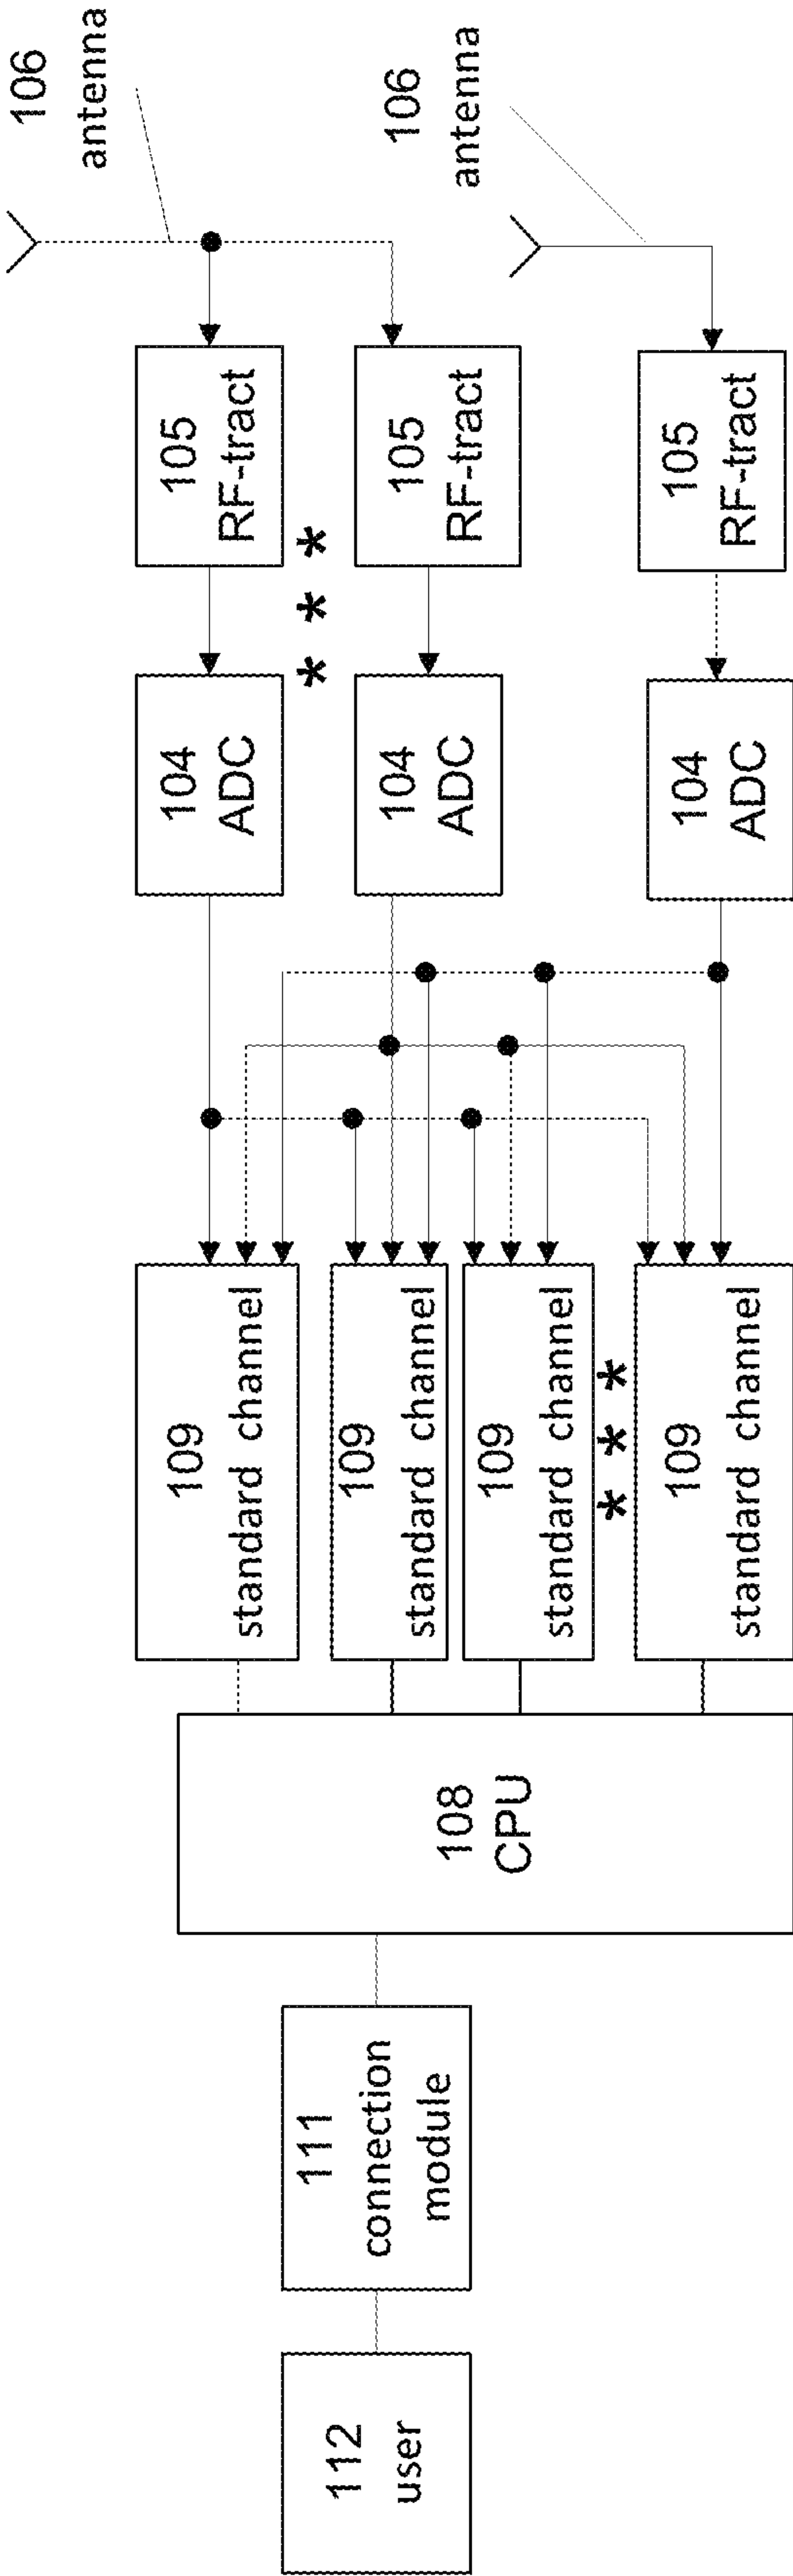 106
antenna
106
antenna
105
RF-tract
105
RF-tract
105
RF-tract
* * *
104
ADC
104
ADC
104
ADC
109
standard channel
109
standard channel
109
standard channel
* * *
109
standard channel
108
CPU
111
connection
module
112
user